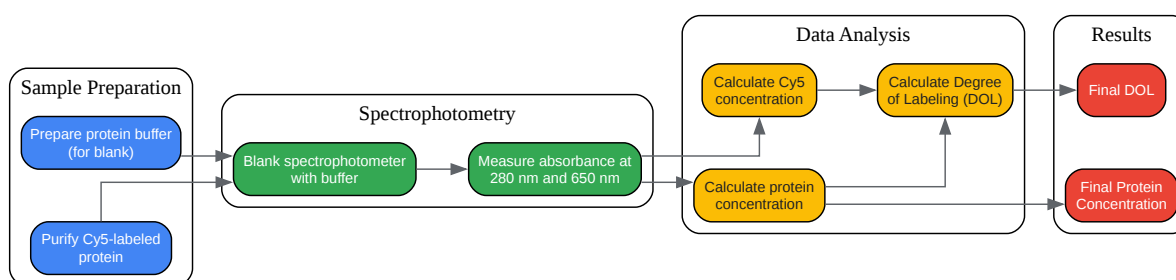 Sample Preparation
Prepare protein buffer
(for blank)
Purify Cy5-labeled
protein
Spectrophotometry
Blank spectrophotometer
with buffer
Measure absorbance at
280 nm and 650 nm
Data Analysis
Calculate Cy5
concentration
Calculate Degree
of Labeling (DOL)
Calculate protein
concentration
Results
Final DOL
Final Protein
Concentration